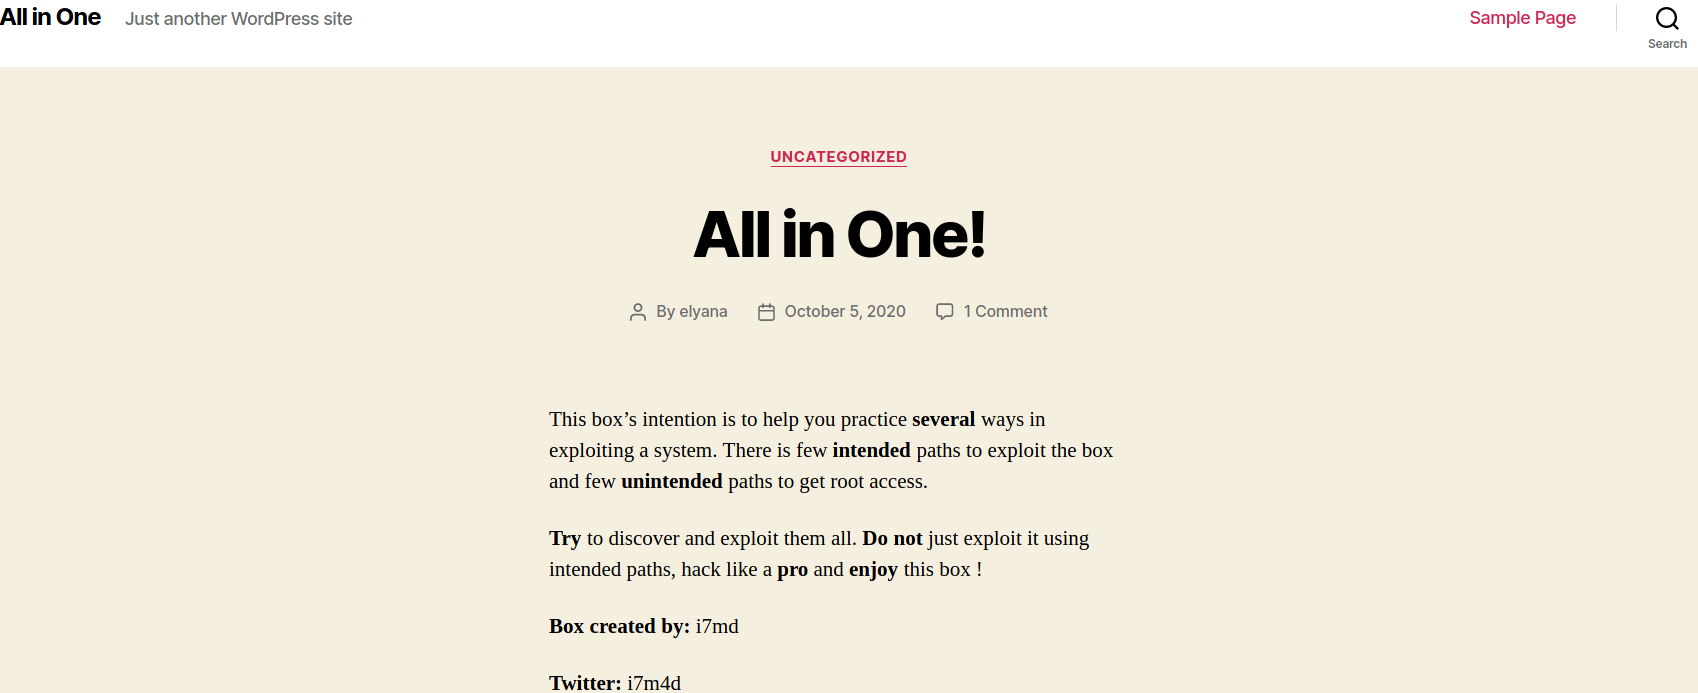 All in One Just another WordPress site Sample Page
Search
UNCATEGORIZED
All in One!
By elyana October 5, 2020 1 Comment
This box’s intention is to help you practice several ways in
exploiting a system. There is few intended paths to exploit the box
and few unintended paths to get root access.
Try to discover and exploit them all. Do not just exploit it using
intended paths, hack like a pro and enjoy this box !
Box created by: i7md
Twitter: i7m4d